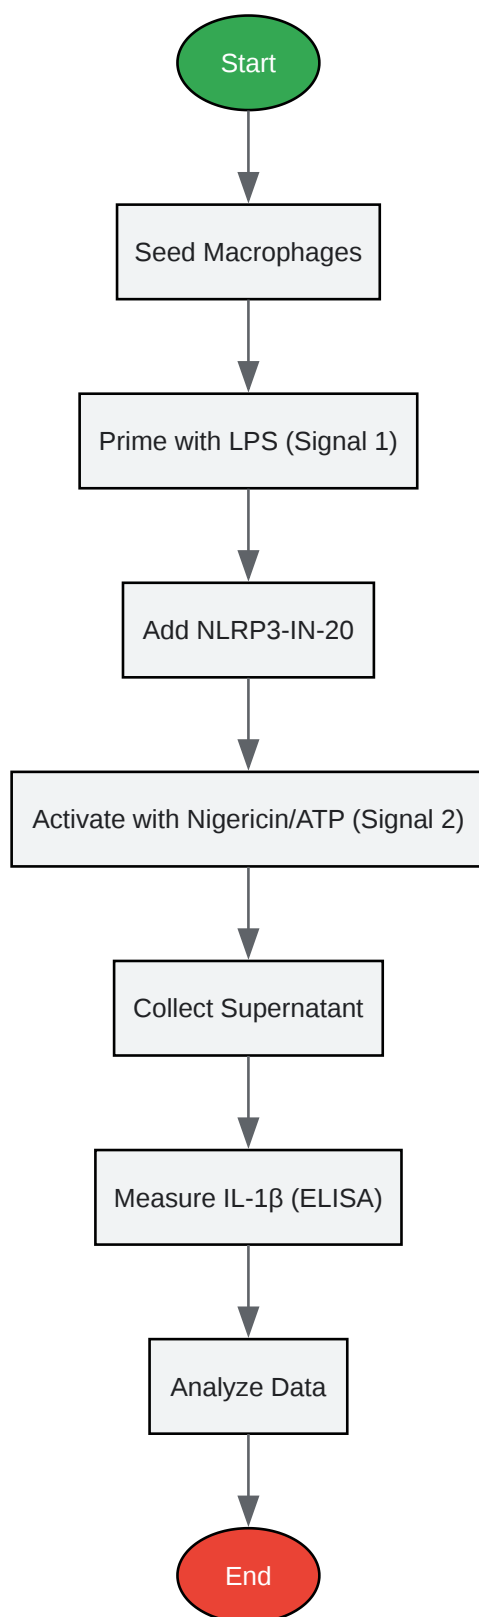 Start
Seed Macrophages
Prime with LPS (Signal 1)
Add NLRP3-IN-20
Activate with Nigericin/ATP (Signal 2)
Collect Supernatant
Measure IL-1β (ELISA)
Analyze Data
End